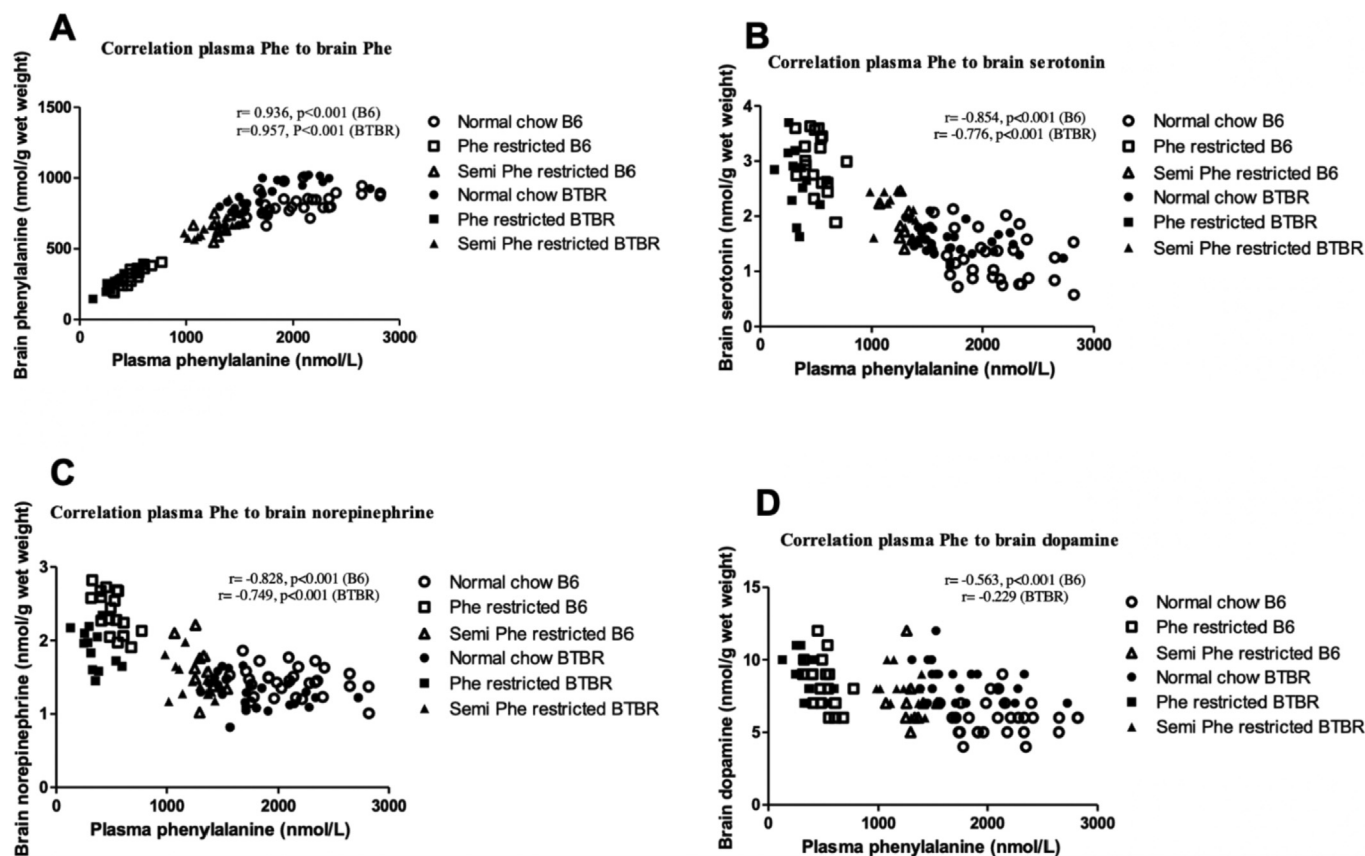 A
Correlation plasma Phe to brain Phe
r= 0.936, p<0.001 (B6)
r=0.957, P<0.001 (BTBR)
Brain phenylalanine (nmol/g wet weight)
1500
1000
500
0
0 1000 2000 3000
Plasma phenylalanine (nmol/L)
Normal chow B6
Phe restricted B6
Semi Phe restricted B6
Normal chow BTBR
Phe restricted BTBR
Semi Phe restricted BTBR
B
Correlation plasma Phe to brain serotonin
r= -0.854, p<0.001 (B6)
r= -0.776, p<0.001 (BTBR)
Brain serotonin (nmol/g wet weight)
4
3
2
1
0
0 1000 2000 3000
Plasma phenylalanine (nmol/L)
Normal chow B6
Phe restricted B6
Semi Phe restricted B6
Normal chow BTBR
Phe restricted BTBR
Semi Phe restricted BTBR
C
Correlation plasma Phe to brain norepinephrine
r= -0.828, p<0.001 (B6)
r= -0.749, p<0.001 (BTBR)
Brain norepinephrine (nmol/g wet weight)
3
2
1
0
0 1000 2000 3000
Plasma phenylalanine (nmol/L)
Normal chow B6
Phe restricted B6
Semi Phe restricted B6
Normal chow BTBR
Phe restricted BTBR
Semi Phe restricted BTBR
D
Correlation plasma Phe to brain dopamine
r= -0.563, p<0.001 (B6)
r= -0.229 (BTBR)
Brain dopamine (nmol/g wet weight)
15
10
5
0
0 1000 2000 3000
Plasma phenylalanine (nmol/L)
Normal chow B6
Phe restricted B6
Semi Phe restricted B6
Normal chow BTBR
Phe restricted BTBR
Semi Phe restricted BTBR